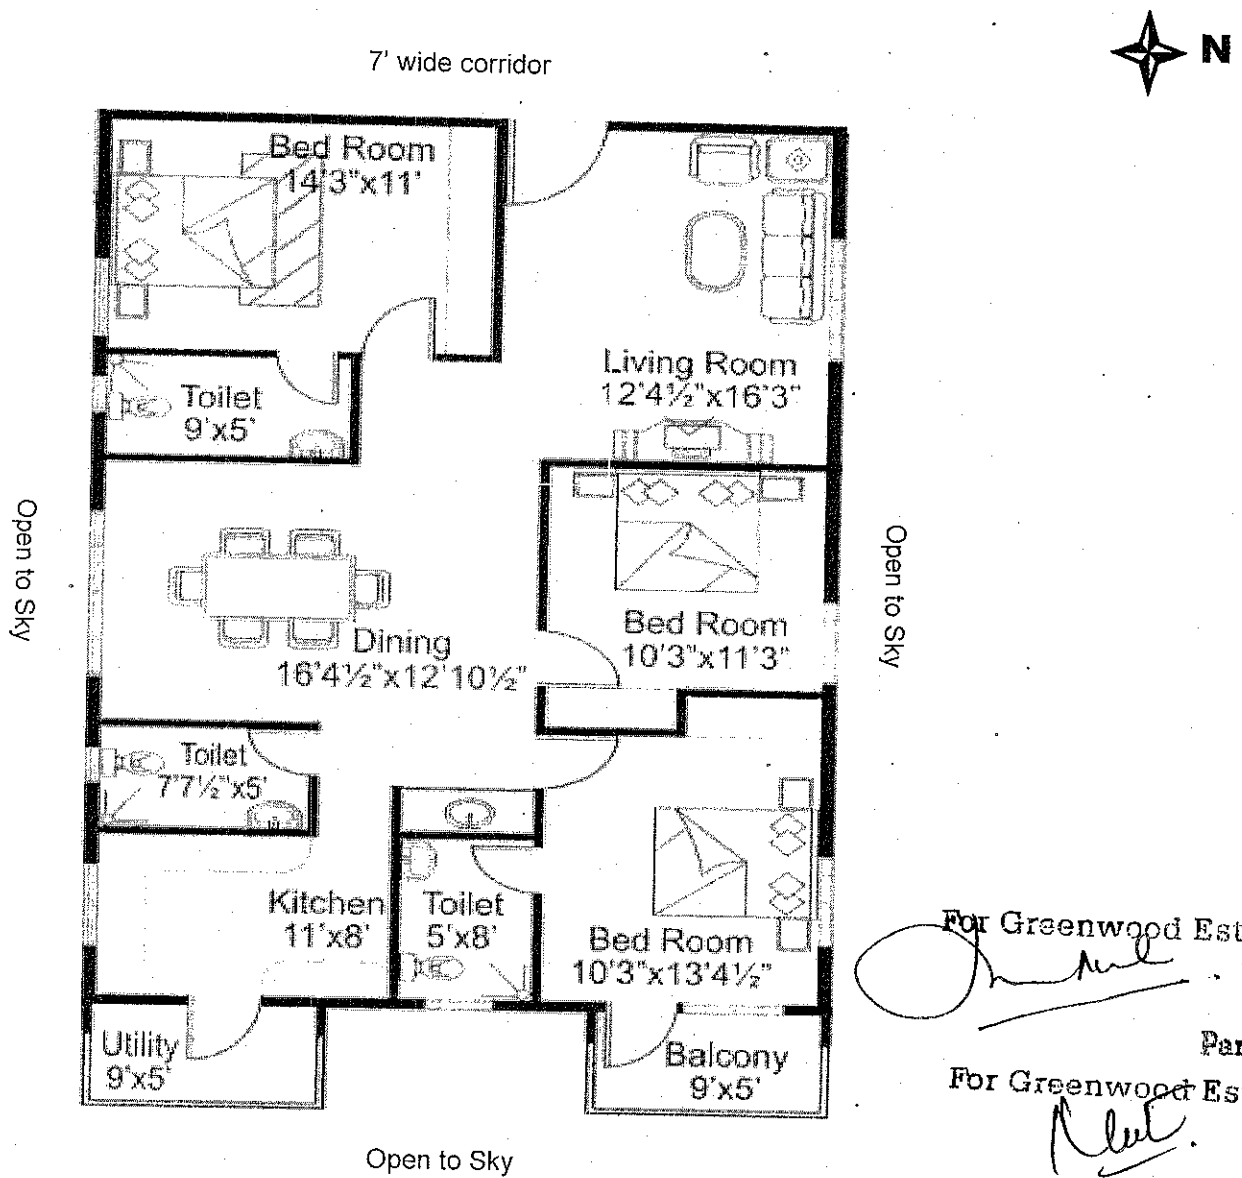 7' wide corridor
N
Bed Room
14'3"x11'
Living Room
12'4½"x16'3"
Toilet
9'x5'
Open to Sky
Open to Sky
Bed Room
10'3"x11'3"
Dining
16'4½"x12'10½"
Toilet
7'7½"x5'
Kitchen
11'x8'
Toilet
5'x8'
Bed Room
10'3"x13'4½"
For Greenwood Est
Utility
9'x5'
Balcony
9'x5'
Par
For Greenwood Es
Open to Sky